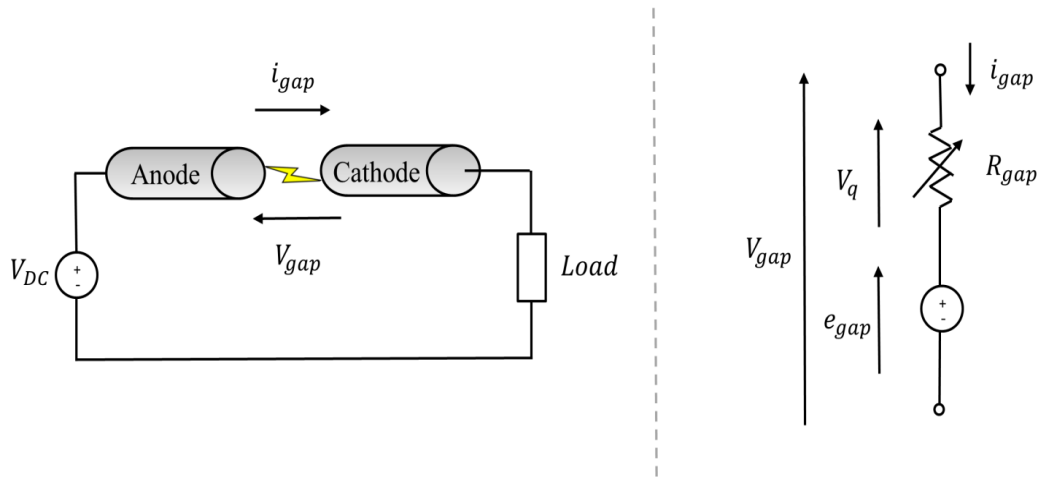 i_gap
Anode
Cathode
V_gap
V_DC
+
-
Load
i_gap
R_gap
V_q
V_gap
e_gap
+
-